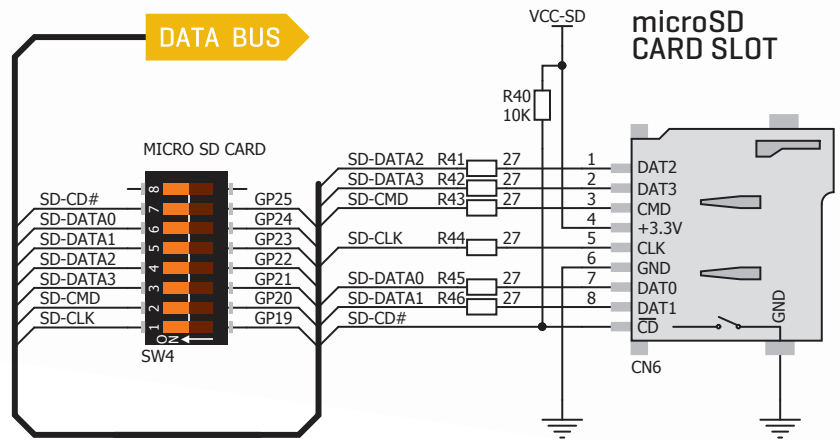 DATA BUS
VCC-SD
microSD
CARD SLOT
R40
10K
MICRO SD CARD
SD-CD#
SD-DATA0
SD-DATA1
SD-DATA2
SD-DATA3
SD-CMD
SD-CLK
8
7
6
5
4
3
2
1
ON
SW4
GP25
GP24
GP23
GP22
GP21
GP20
GP19
SD-DATA2 R41 27 1 DAT2
SD-DATA3 R42 27 2 DAT3
SD-CMD R43 27 3 CMD
4 +3.3V
SD-CLK R44 27 5 CLK
6 GND
SD-DATA0 R45 27 7 DAT0
SD-DATA1 R46 27 8 DAT1
SD-CD# CD
GND
CN6